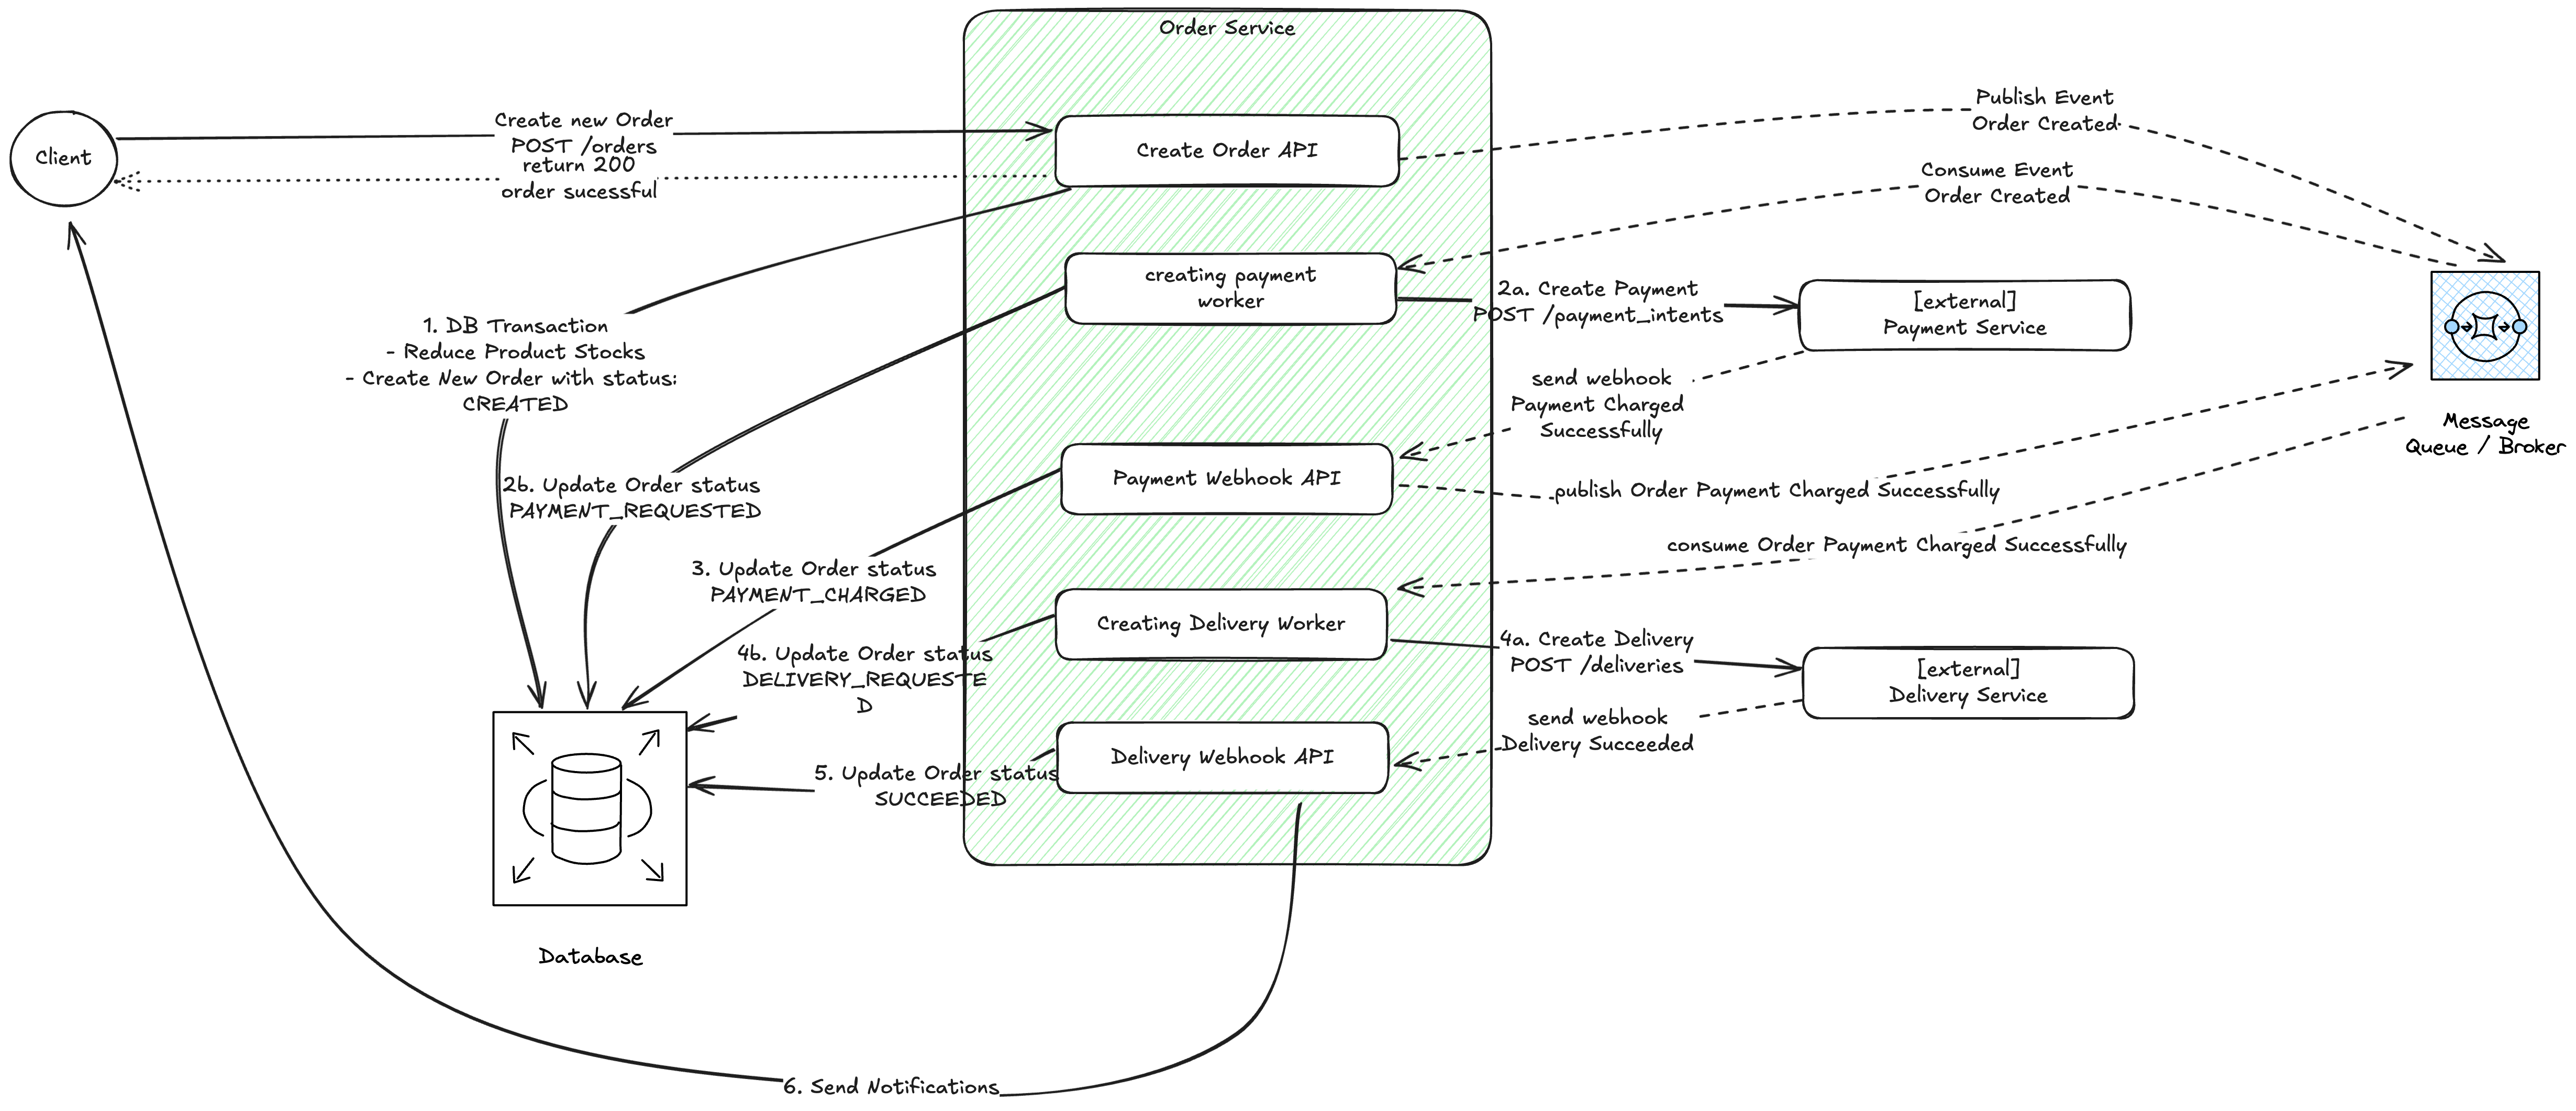 Order Service
Client
Create new Order
POST /orders
return 200
order sucessful
Create Order API
Publish Event
Order Created
Consume Event
Order Created
creating payment
worker
2a. Create Payment
POST /payment_intents
[external]
Payment Service
1. DB Transaction
- Reduce Product Stocks
- Create New Order with status:
CREATED
send webhook
Payment Charged
Successfully
Message
Queue / Broker
2b. Update Order status
PAYMENT_REQUESTED
Payment Webhook API
publish Order Payment Charged Successfully
consume Order Payment Charged Successfully
3. Update Order status
PAYMENT_CHARGED
Creating Delivery Worker
4a. Create Delivery
POST /deliveries
[external]
Delivery Service
4b. Update Order status
DELIVERY_REQUESTE
D
send webhook
Delivery Succeeded
Delivery Webhook API
5. Update Order status
SUCCEEDED
Database
6. Send Notifications